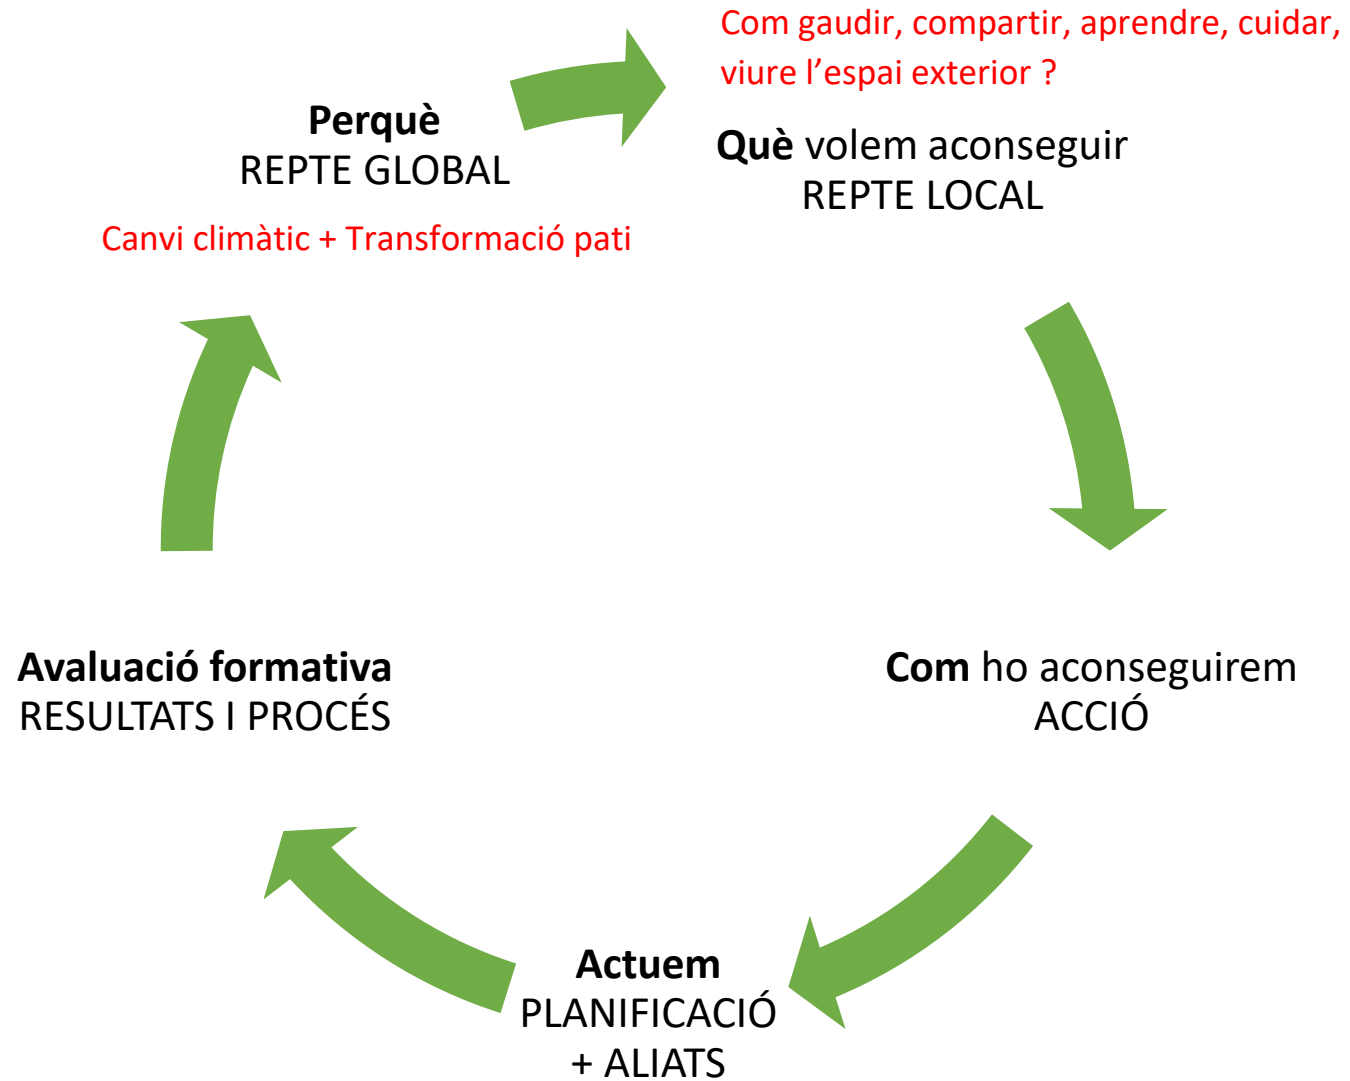 Com gaudir, compartir, aprendre, cuidar,
viure l’espai exterior ?
Perquè
REPTE GLOBAL
Canvi climàtic + Transformació pati
Què volem aconseguir
REPTE LOCAL
Com ho aconseguirem
ACCIÓ
Actuem
PLANIFICACIÓ
+ ALIATS
Avaluació formativa
RESULTATS I PROCÉS